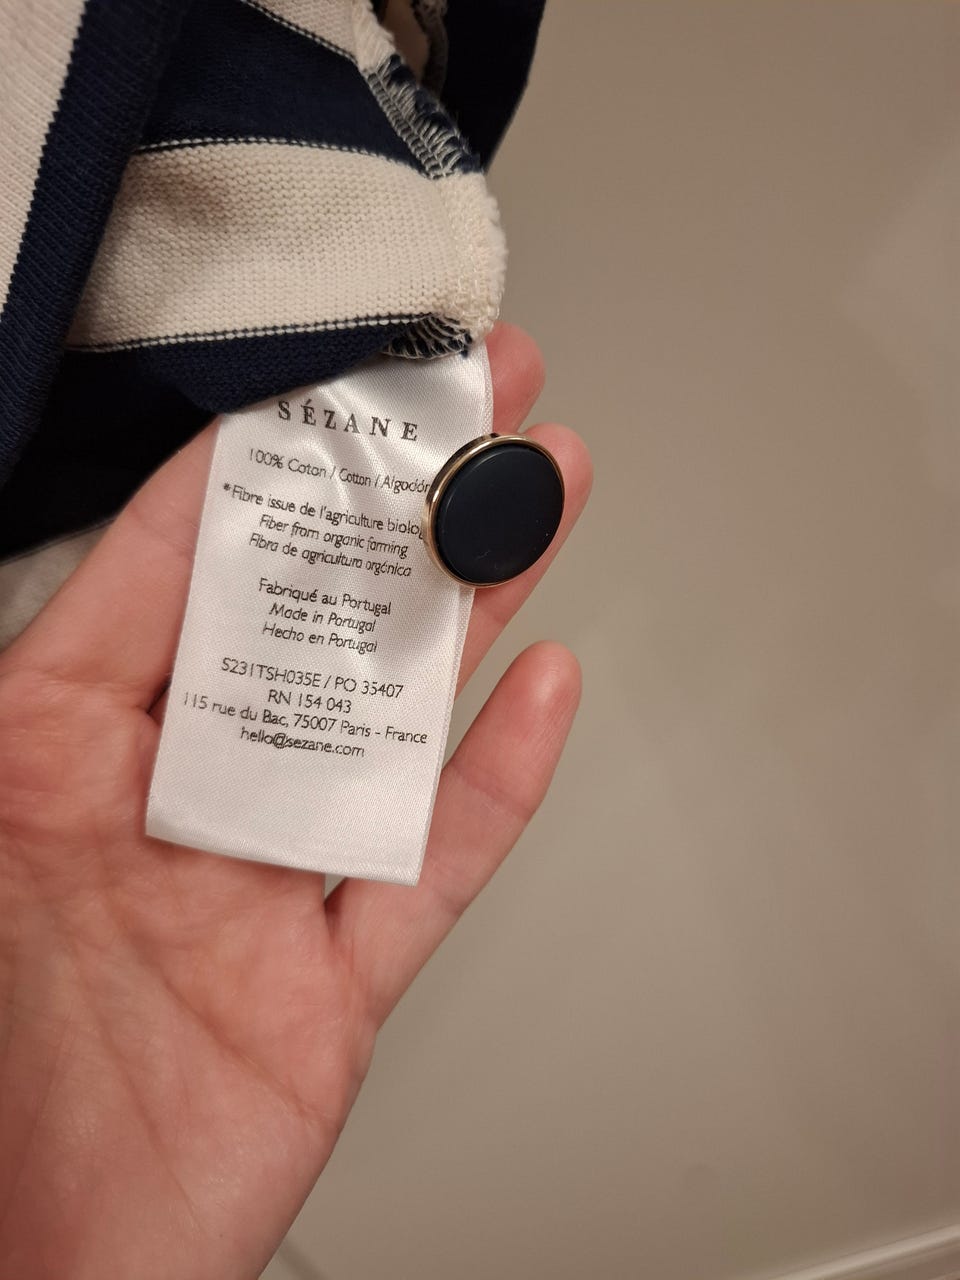 SÉZANE
100% Coton / Cotton / Algodón
*Fibre issue de l'agriculture
Fiber from organic farming
Fibra de agricultura orgónica
Fabriqué au Portugal
Made in Portugal
Hecho en Portugal
S231TSH035E / PO 35407
RN 154 043
115 rue du Bac, 75007 Paris - France
hello@sezane.com